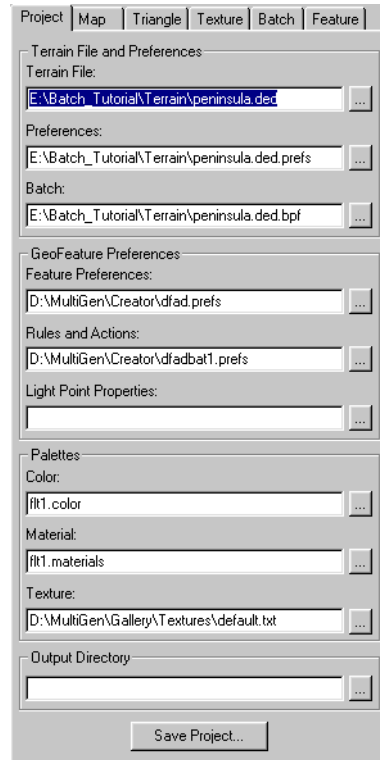 Project Map Triangle Texture Batch Feature
Terrain File and Preferences
Terrain File:
E:\Batch_Tutorial\Terrain\peninsula.ded
...
Preferences:
E:\Batch_Tutorial\Terrain\peninsula.ded.prefs
...
Batch:
E:\Batch_Tutorial\Terrain\peninsula.ded.bpf
...
GeoFeature Preferences
Feature Preferences:
D:\MultiGen\Creator\dfad.prefs
...
Rules and Actions:
D:\MultiGen\Creator\dfadbat1.prefs
...
Light Point Properties:
...
Palettes
Color:
flt1.color
...
Material:
flt1.materials
...
Texture:
D:\MultiGen\Gallery\Textures\default.txt
...
Output Directory
...
Save Project...